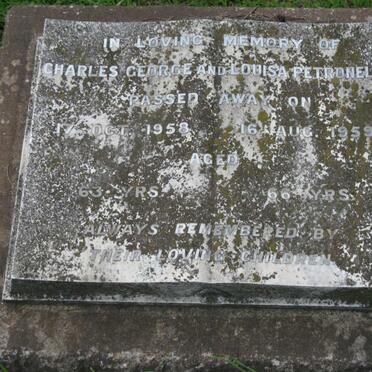 IN LOVING MEMORY OF
CHARLES GEORGE AND LOUISA PETRONEL
PASSED AWAY ON
17 OCT. 1958 16 AUG. 1959
AGED
63 YRS 66 YRS
ALWAYS REMEMBERED BY
THEIR LOVING CHILDREN